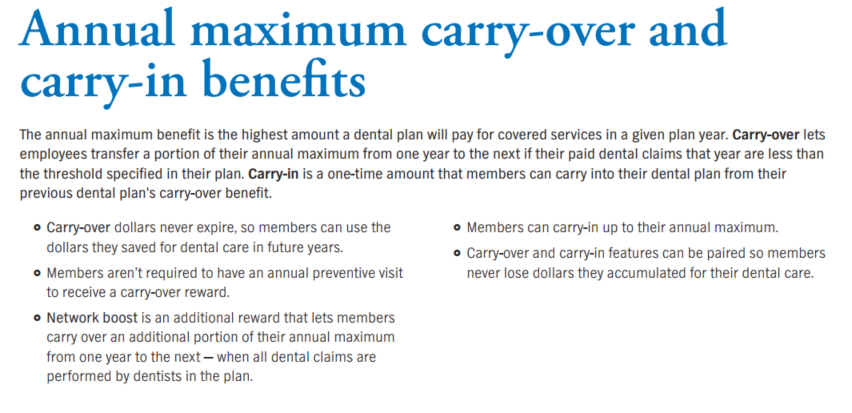 Annual maximum carry-over and
carry-in benefits
The annual maximum benefit is the highest amount a dental plan will pay for covered services in a given plan year. Carry-over lets
employees transfer a portion of their annual maximum from one year to the next if their paid dental claims that year are less than
the threshold specified in their plan. Carry-in is a one-time amount that members can carry into their dental plan from their
previous dental plan's carry-over benefit.
Carry-over dollars never expire, so members can use the
dollars they saved for dental care in future years.
Members aren't required to have an annual preventive visit
to receive a carry-over reward.
Network boost is an additional reward that lets members
carry over an additional portion of their annual maximum
from one year to the next — when all dental claims are
performed by dentists in the plan.
Members can carry-in up to their annual maximum.
Carry-over and carry-in features can be paired so members
never lose dollars they accumulated for their dental care.